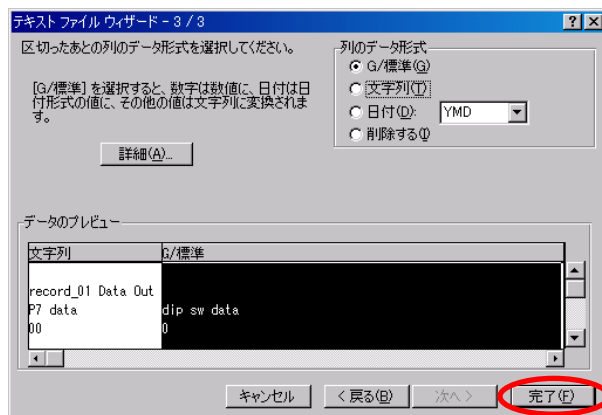 テキスト ファイル ウィザード - 3 / 3
区切ったあとの列のデータ形式を選択してください。
[G/標準] を選択すると、数字は数値に、日付は日
付形式の値に、その他の値は文字列に変換されま
す。
詳細(A)...
列のデータ形式
G/標準(G)
文字列(T)
日付(D):
YMD
削除する(I)
データのプレビュー
文字列 G/標準
record_01 Data Out
P7 data dip sw data
00 0
キャンセル < 戻る(B) 次へ > 完了(F)